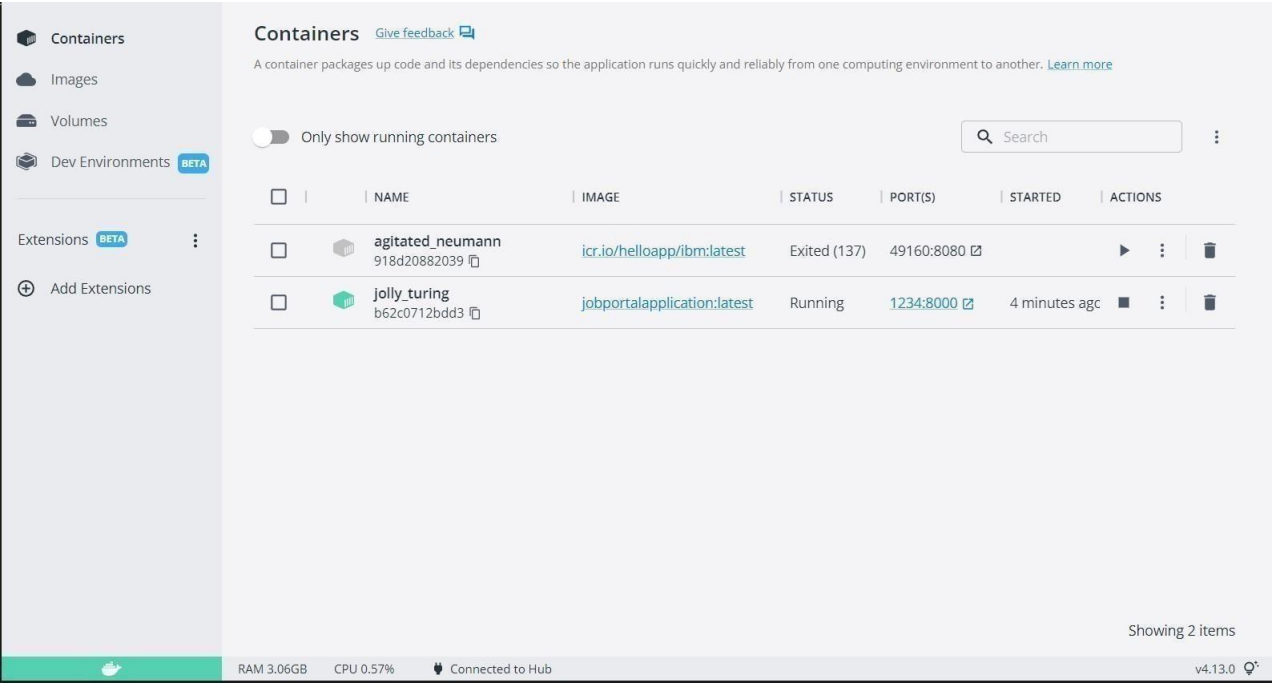 Containers
Images
Volumes
Dev Environments BETA
Extensions BETA
Add Extensions
Containers Give feedback
A container packages up code and its dependencies so the application runs quickly and reliably from one computing environment to another. Learn more
Only show running containers
Search
NAME IMAGE STATUS PORT(S) STARTED ACTIONS
agitated_neumann
918d20882039
icr.io/helloapp/ibm:latest Exited (137) 49160:8080
jolly_turing
b62c0712bdd3
jobportalapplication:latest Running 1234:8000 4 minutes agc
Showing 2 items
RAM 3.06GB CPU 0.57% Connected to Hub v4.13.0